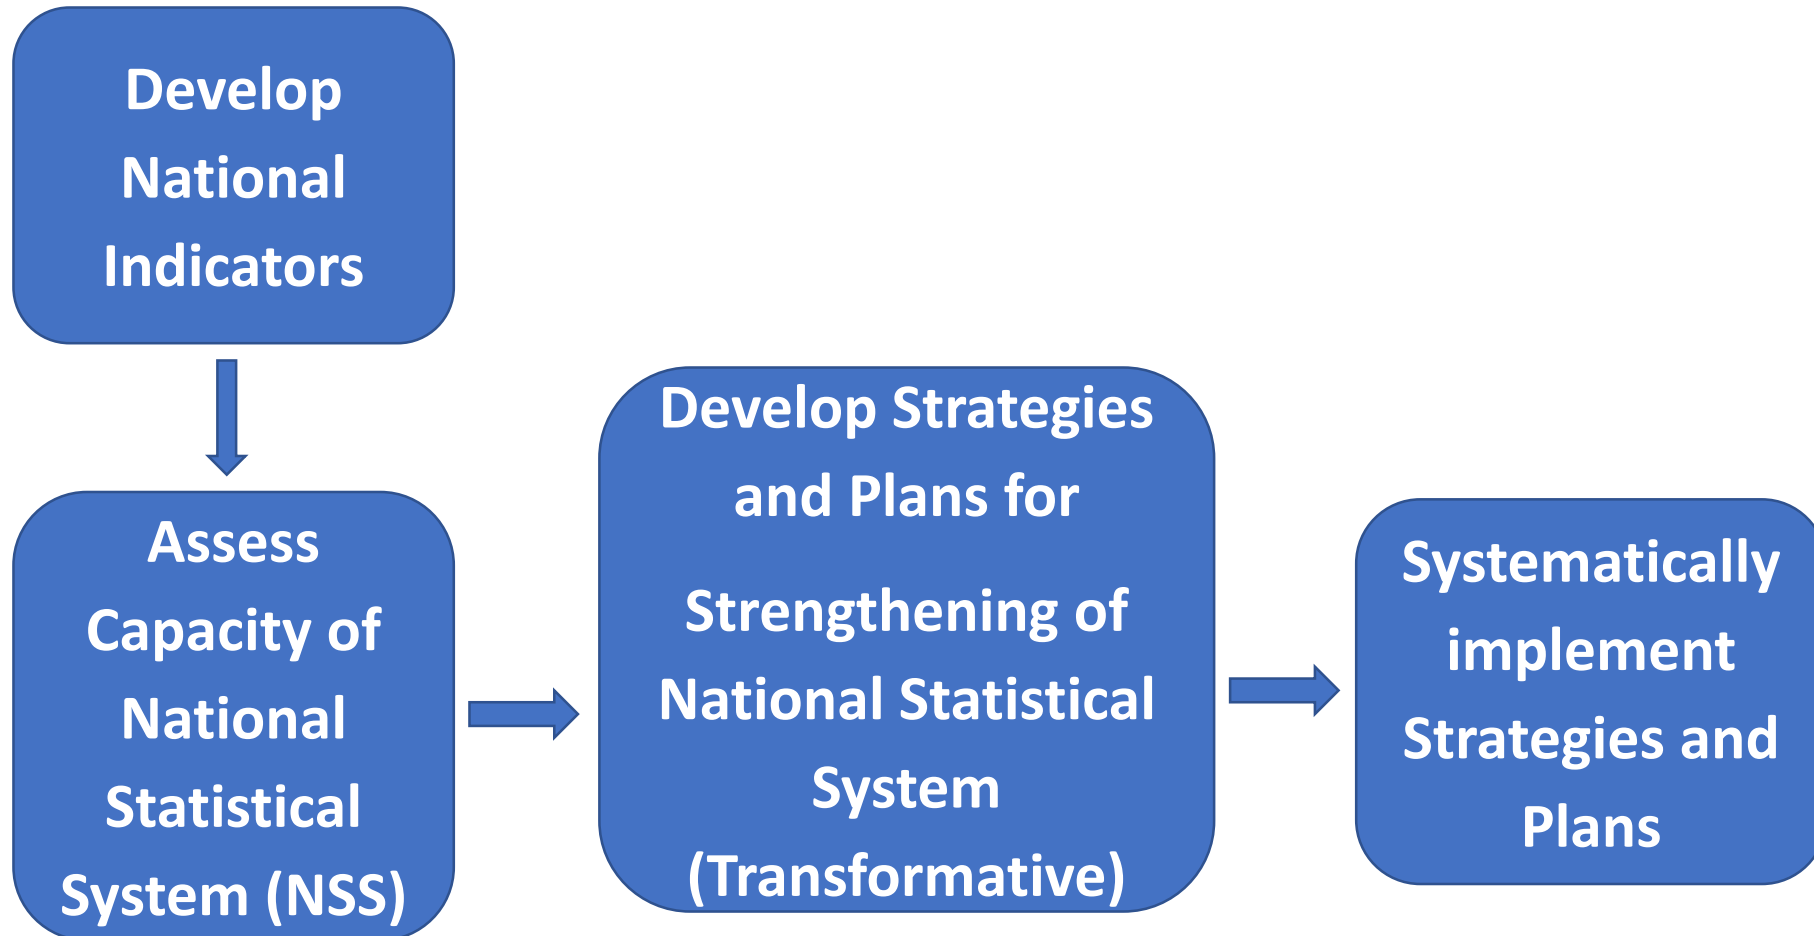 Develop
National
Indicators
Assess
Capacity of
National
Statistical
System (NSS)
Develop Strategies
and Plans for
Strengthening of
National Statistical
System
(Transformative)
Systematically
implement
Strategies and
Plans